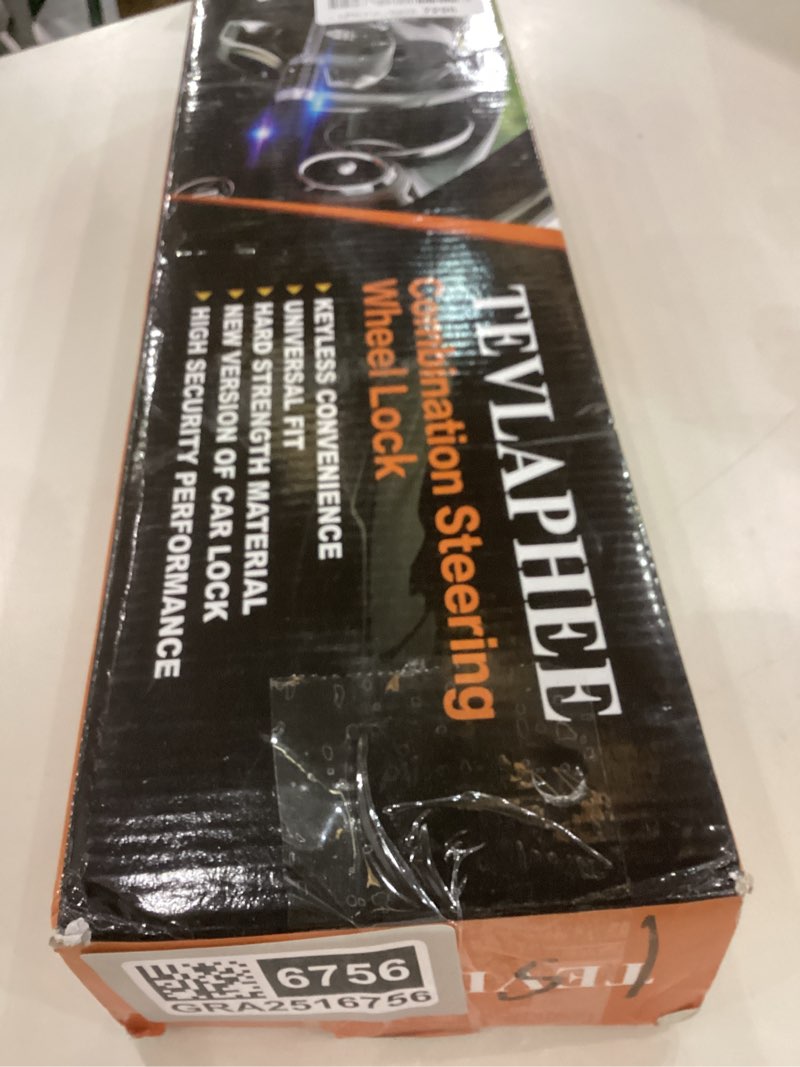 TEVLAPHEE
Combination Steering
Wheel Lock
KEYLESS CONVENIENCE
UNIVERSAL FIT
HARD STRENGTH MATERIAL
NEW VERSION OF CAR LOCK
HIGH SECURITY PERFORMANCE
6756
GRA2516756